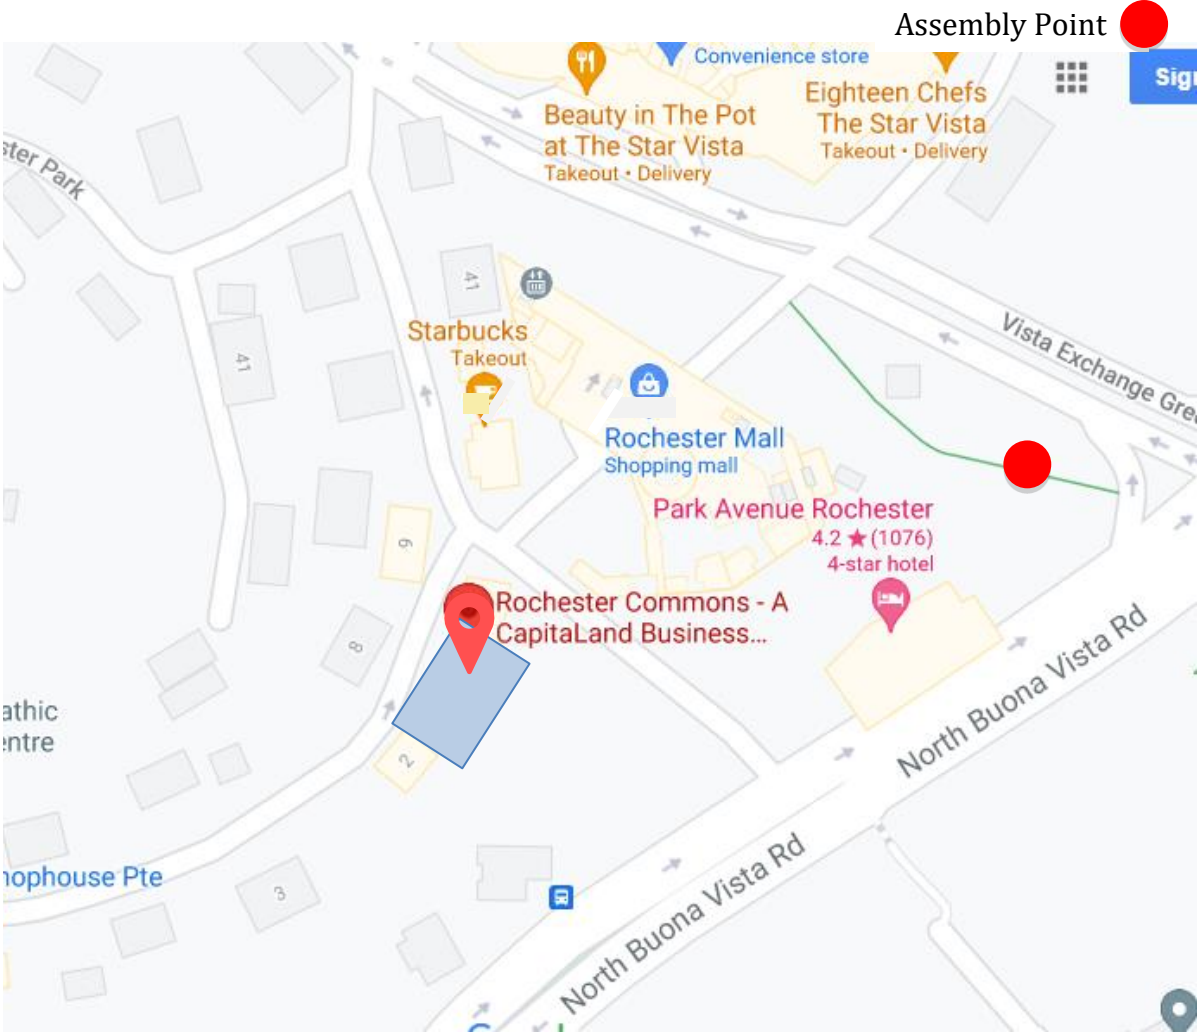 Assembly Point
Convenience store
Sig
Beauty in The Pot
at The Star Vista
Takeout • Delivery
Eighteen Chefs
The Star Vista
Takeout • Delivery
ster Park
41
Starbucks
Takeout
41
Vista Exchange Gre
Rochester Mall
Shopping mall
Park Avenue Rochester
4.2 ★ (1076)
4-star hotel
9
Rochester Commons - A
CapitaLand Business...
8
North Buona Vista Rd
athic
entre
2
North Buona Vista Rd
hophouse Pte
3